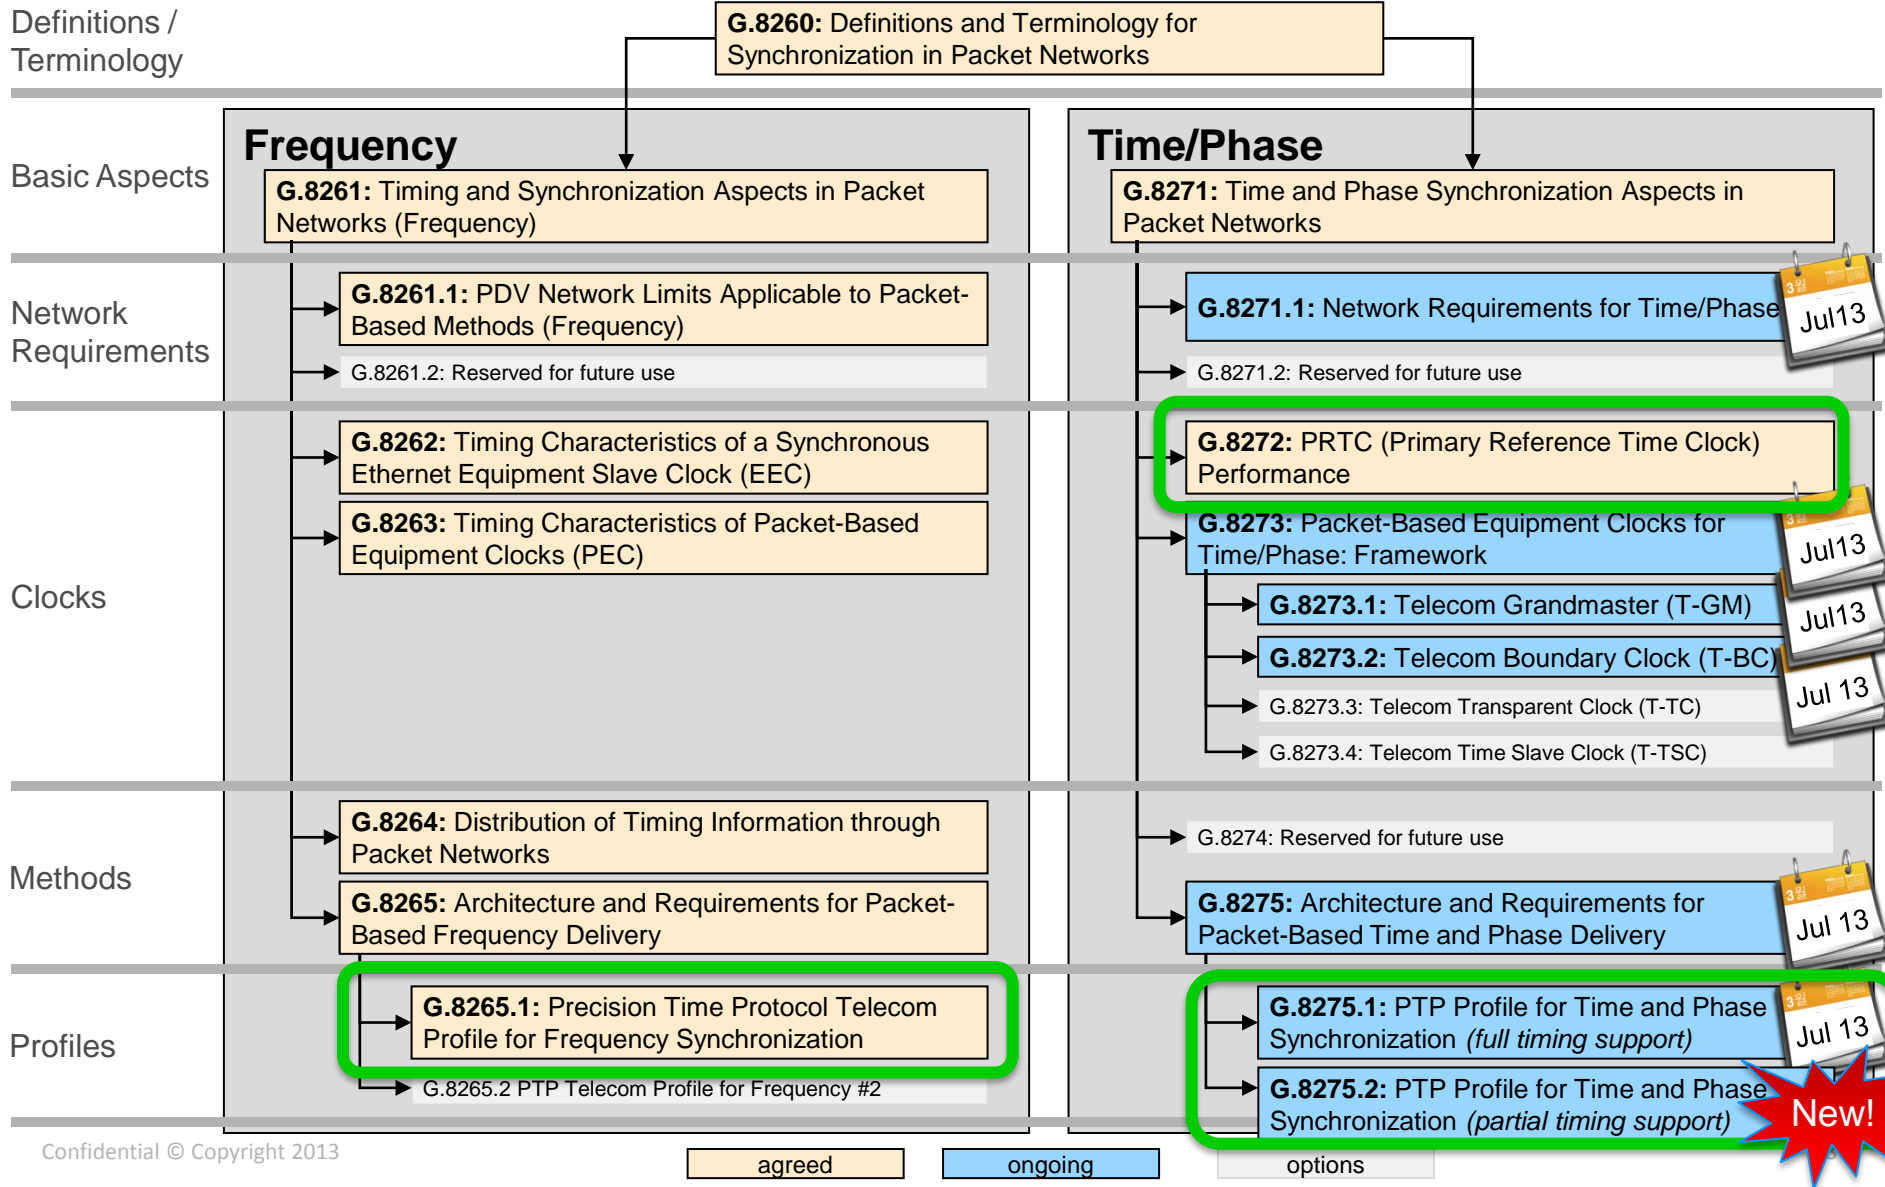 Definitions /
Terminology
G.8260: Definitions and Terminology for
Synchronization in Packet Networks
Basic Aspects
Frequency
G.8261: Timing and Synchronization Aspects in Packet
Networks (Frequency)
Time/Phase
G.8271: Time and Phase Synchronization Aspects in
Packet Networks
Network
Requirements
G.8261.1: PDV Network Limits Applicable to Packet-
Based Methods (Frequency)
G.8261.2: Reserved for future use
G.8271.1: Network Requirements for Time/Phase
Jul13
G.8271.2: Reserved for future use
Clocks
G.8262: Timing Characteristics of a Synchronous
Ethernet Equipment Slave Clock (EEC)
G.8263: Timing Characteristics of Packet-Based
Equipment Clocks (PEC)
G.8272: PRTC (Primary Reference Time Clock)
Performance
G.8273: Packet-Based Equipment Clocks for
Time/Phase: Framework
Jul13
G.8273.1: Telecom Grandmaster (T-GM)
Jul13
G.8273.2: Telecom Boundary Clock (T-BC)
Jul 13
G.8273.3: Telecom Transparent Clock (T-TC)
G.8273.4: Telecom Time Slave Clock (T-TSC)
Methods
G.8264: Distribution of Timing Information through
Packet Networks
G.8265: Architecture and Requirements for Packet-
Based Frequency Delivery
G.8274: Reserved for future use
G.8275: Architecture and Requirements for
Packet-Based Time and Phase Delivery
Jul 13
Profiles
G.8265.1: Precision Time Protocol Telecom
Profile for Frequency Synchronization
G.8265.2 PTP Telecom Profile for Frequency #2
G.8275.1: PTP Profile for Time and Phase
Synchronization (full timing support)
Jul 13
G.8275.2: PTP Profile for Time and Phase
Synchronization (partial timing support)
New!
Confidential © Copyright 2013
agreed
ongoing
options